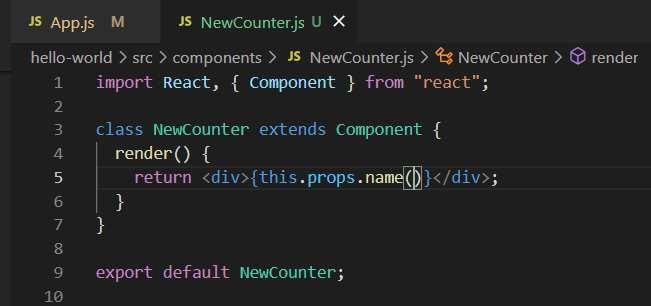 JS App.js M JS NewCounter.js U ×
hello-world > src > components > JS NewCounter.js > NewCounter > render
1 import React, { Component } from "react";
2
3 class NewCounter extends Component {
4 render() {
5 return <div>{this.props.name()}</div>;
6 }
7 }
8
9 export default NewCounter;
10